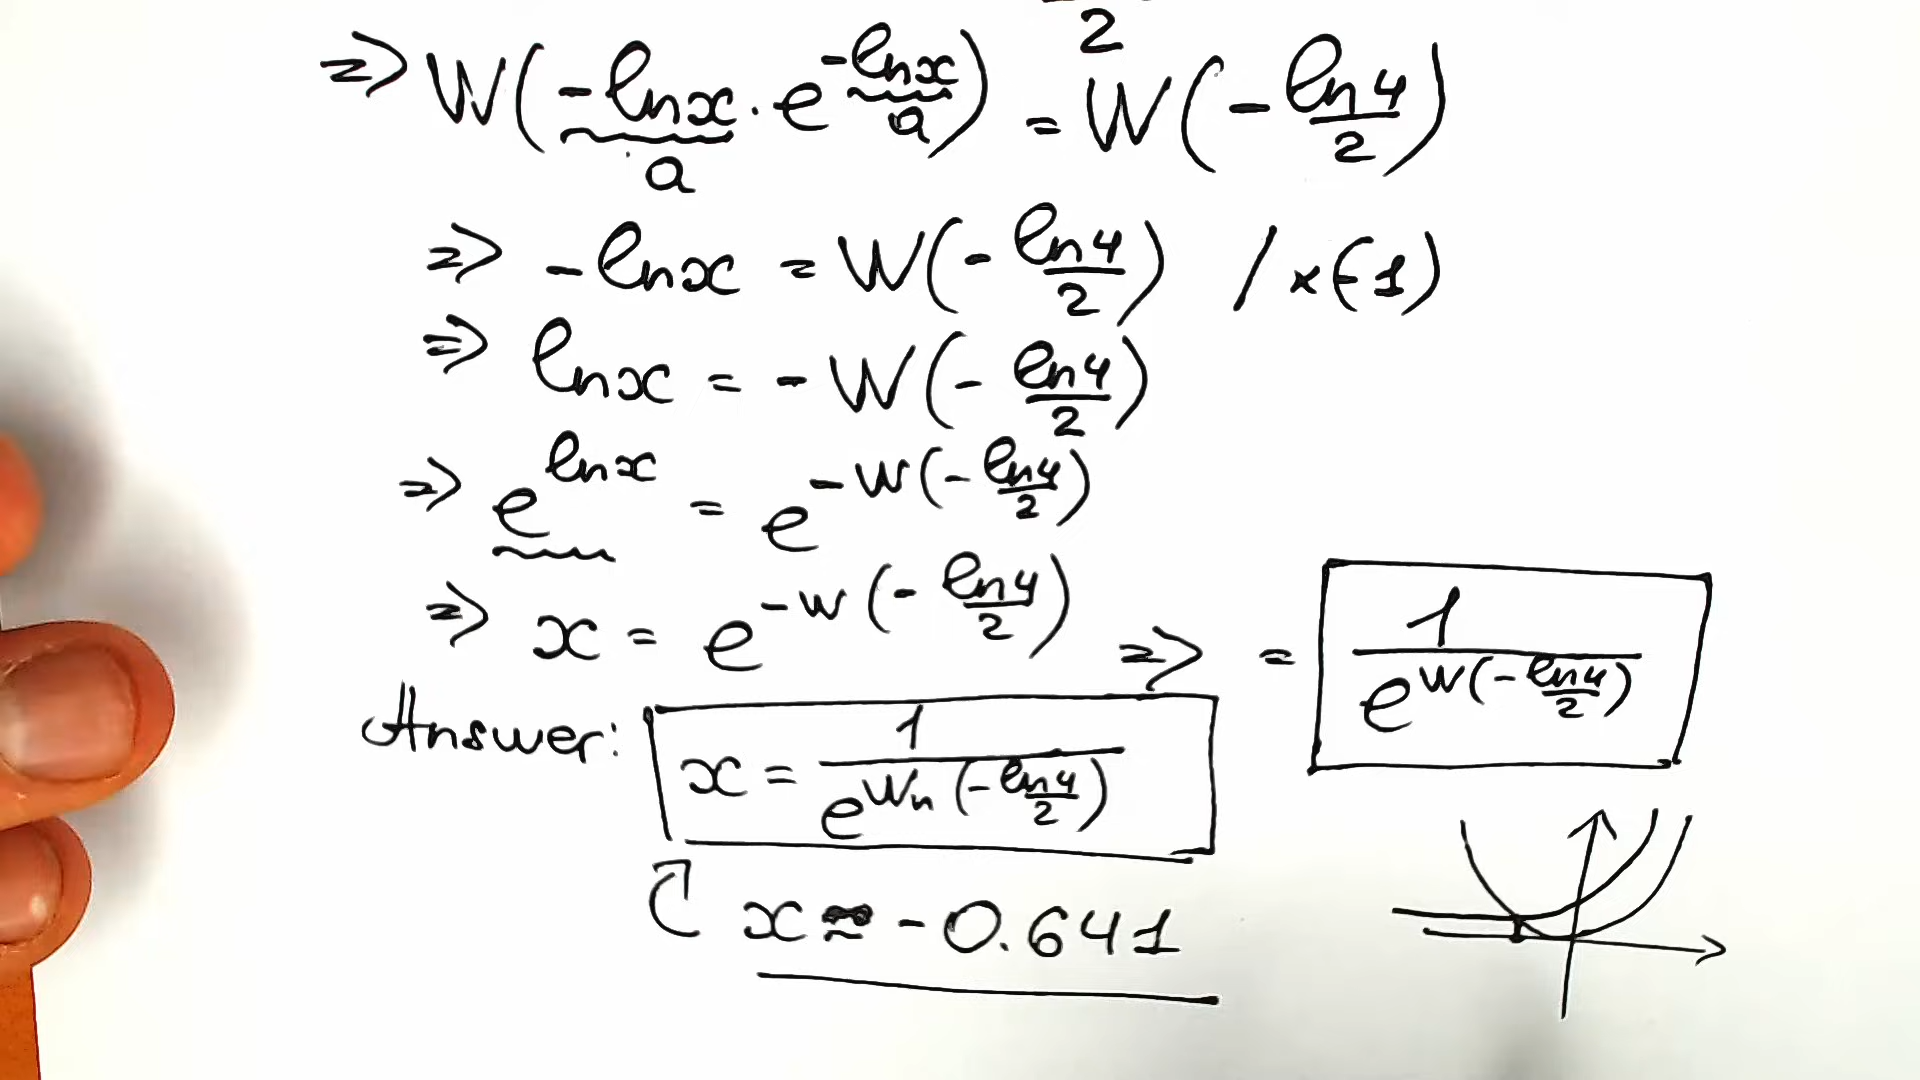 2
=> W(-lnx · e^(-lnx)) = W(-ln4/2)
a a
=> -lnx = W(-ln4/2) /×(-1)
=> lnx = -W(-ln4/2)
=> e^(lnx) = e^(-W(-ln4/2))
=> x = e^(-W(-ln4/2)) => = 1/e^(W(-ln4/2))
Answer: x = 1/e^(Wn(-ln4/2))
x ≈ -0.641